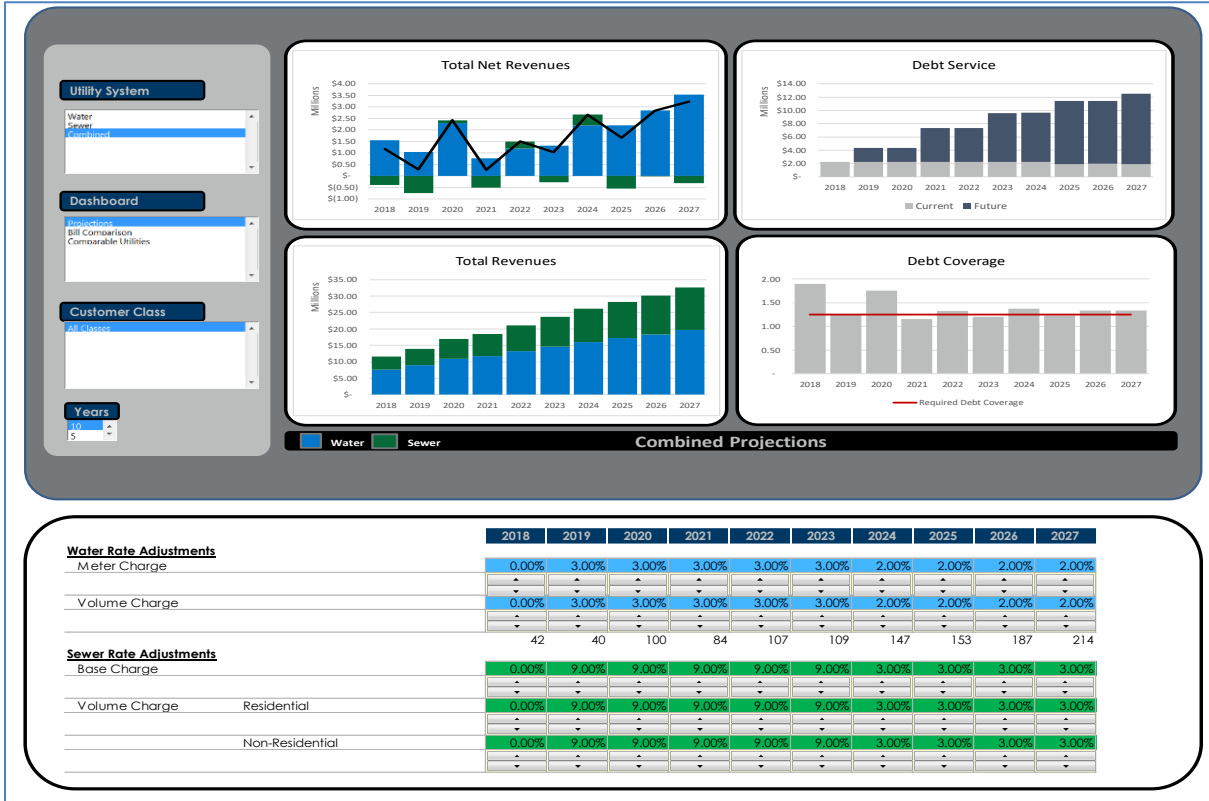 Utility System
Water
Sewer
Combined
Dashboard
Projections
Bill Comparison
Comparable Utilities
Customer Class
All Classes
Years
10
5
Total Net Revenues
Millions
$4.00
$3.50
$3.00
$2.50
$2.00
$1.50
$1.00
$0.50
$-
$(0.50)
$(1.00)
2018 2019 2020 2021 2022 2023 2024 2025 2026 2027
Debt Service
Millions
$14.00
$12.00
$10.00
$8.00
$6.00
$4.00
$2.00
$-
2018 2019 2020 2021 2022 2023 2024 2025 2026 2027
Current Future
Total Revenues
Millions
$35.00
$30.00
$25.00
$20.00
$15.00
$10.00
$5.00
$-
2018 2019 2020 2021 2022 2023 2024 2025 2026 2027
Debt Coverage
2.00
1.50
1.00
0.50
-
2018 2019 2020 2021 2022 2023 2024 2025 2026 2027
Required Debt Coverage
Water Sewer Combined Projections
2018 2019 2020 2021 2022 2023 2024 2025 2026 2027
Water Rate Adjustments
Meter Charge 0.00% 3.00% 3.00% 3.00% 3.00% 3.00% 2.00% 2.00% 2.00% 2.00%
Volume Charge 0.00% 3.00% 3.00% 3.00% 3.00% 3.00% 2.00% 2.00% 2.00% 2.00%
42 40 100 84 107 109 147 153 187 214
Sewer Rate Adjustments
Base Charge 0.00% 9.00% 9.00% 9.00% 9.00% 9.00% 3.00% 3.00% 3.00% 3.00%
Volume Charge Residential 0.00% 9.00% 9.00% 9.00% 9.00% 9.00% 3.00% 3.00% 3.00% 3.00%
Non-Residential 0.00% 9.00% 9.00% 9.00% 9.00% 9.00% 3.00% 3.00% 3.00% 3.00%